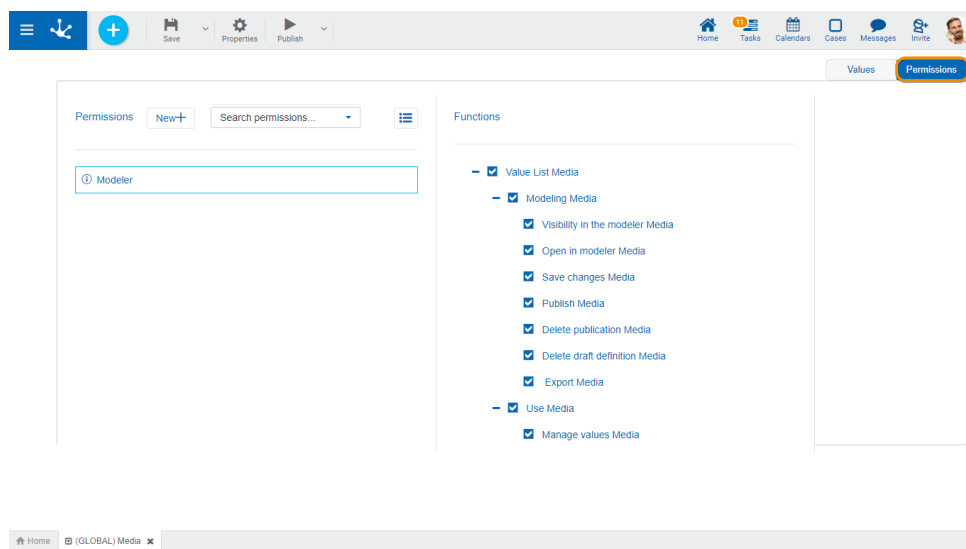 Save Properties Publish Home 11 Tasks Calendars Cases Messages Invite
Values Permissions
Permissions New+ Search permissions... Functions
Modeler
Value List Media
Modeling Media
Visibility in the modeler Media
Open in modeler Media
Save changes Media
Publish Media
Delete publication Media
Delete draft definition Media
Export Media
Use Media
Manage values Media
Home (GLOBAL) Media